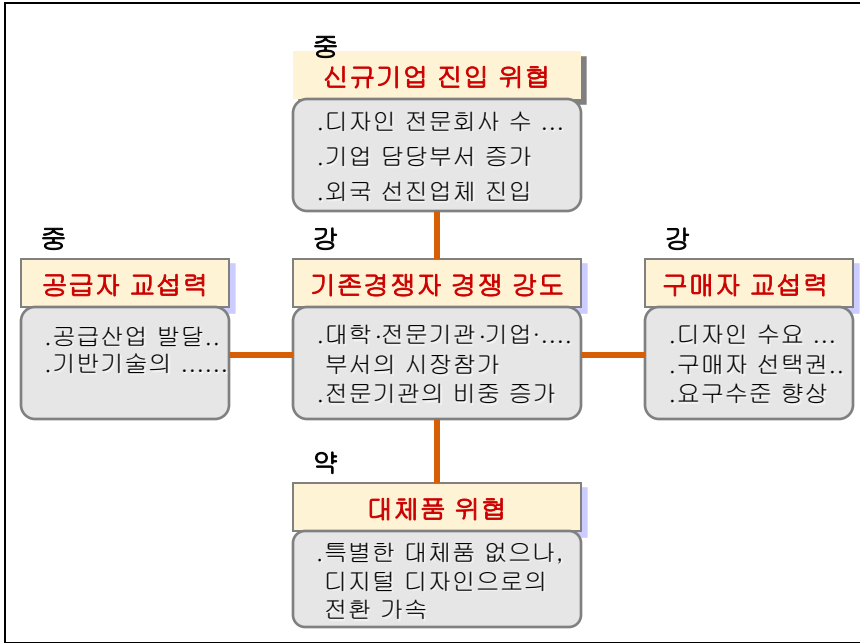 중
신규기업 진입 위협
.디자인 전문회사 수 ...
.기업 담당부서 증가
.외국 선진업체 진입
중
공급자 교섭력
.공급산업 발달..
.기반기술의 ......
강
기존경쟁자 경쟁 강도
.대학·전문기관·기업·....
부서의 시장참가
.전문기관의 비중 증가
강
구매자 교섭력
.디자인 수요 ...
.구매자 선택권..
.요구수준 향상
약
대체품 위협
.특별한 대체품 없으나,
디지털 디자인으로의
전환 가속